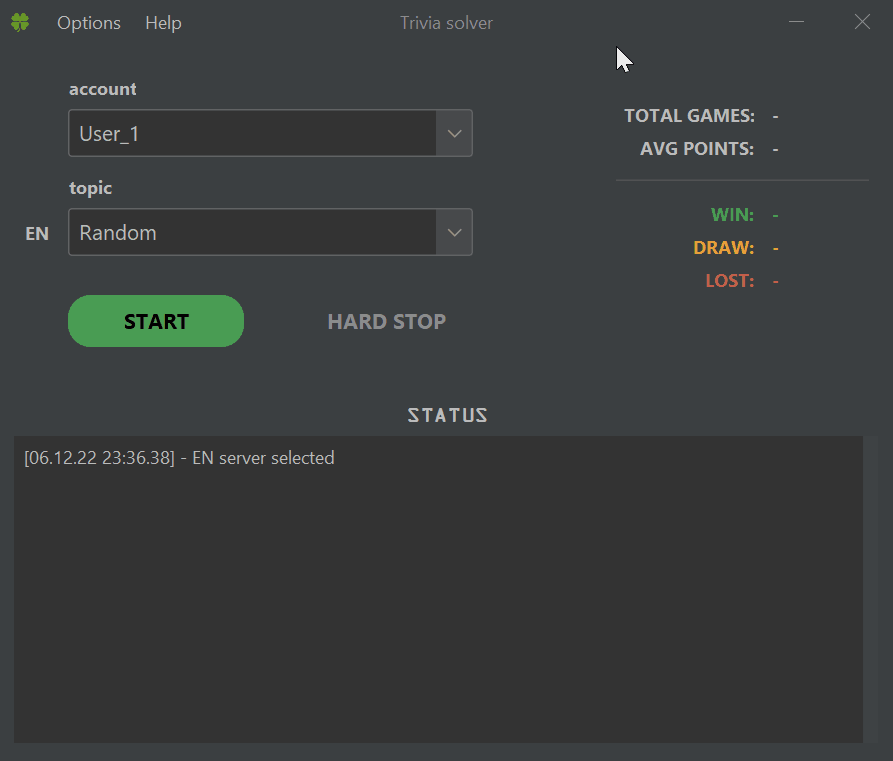 Options Help Trivia solver
account
User_1
topic
EN Random
START HARD STOP
TOTAL GAMES: -
AVG POINTS: -
WIN: -
DRAW: -
LOST: -
STATUS
[06.12.22 23:36.38] - EN server selected